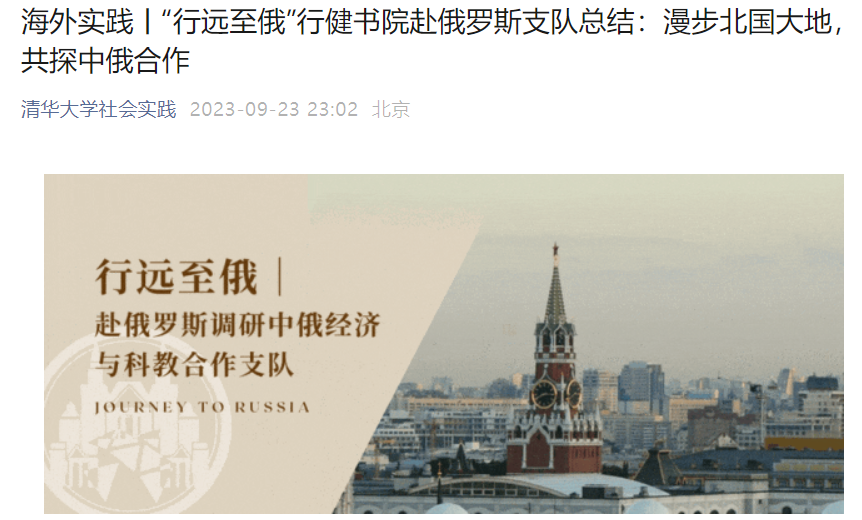 海外实践丨“行远至俄”行健书院赴俄罗斯支队总结：漫步北国大地，
共探中俄合作
清华大学社会实践 2023-09-23 23:02 北京
行远至俄｜
赴俄罗斯调研中俄经济
与科教合作支队
JOURNEY TO RUSSIA